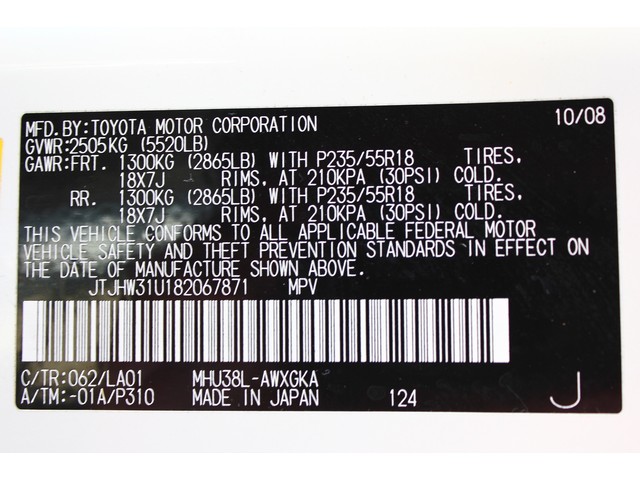 MFD.BY:TOYOTA MOTOR CORPORATION 10/08
GVWR:2505KG (5520LB)
GAWR:FRT. 1300KG (2865LB) WITH P235/55R18 TIRES,
18X7J RIMS, AT 210KPA (30PSI) COLD.
RR. 1300KG (2865LB) WITH P235/55R18 TIRES,
18X7J RIMS, AT 210KPA (30PSI) COLD.
THIS VEHICLE CONFORMS TO ALL APPLICABLE FEDERAL MOTOR
VEHICLE SAFETY AND THEFT PREVENTION STANDARDS IN EFFECT ON
THE DATE OF MANUFACTURE SHOWN ABOVE.
JTJHW31U182067871 MPV
C/TR:062/LA01 MHU38L-AWXGKA
A/TM:-01A/P310 MADE IN JAPAN 124 J